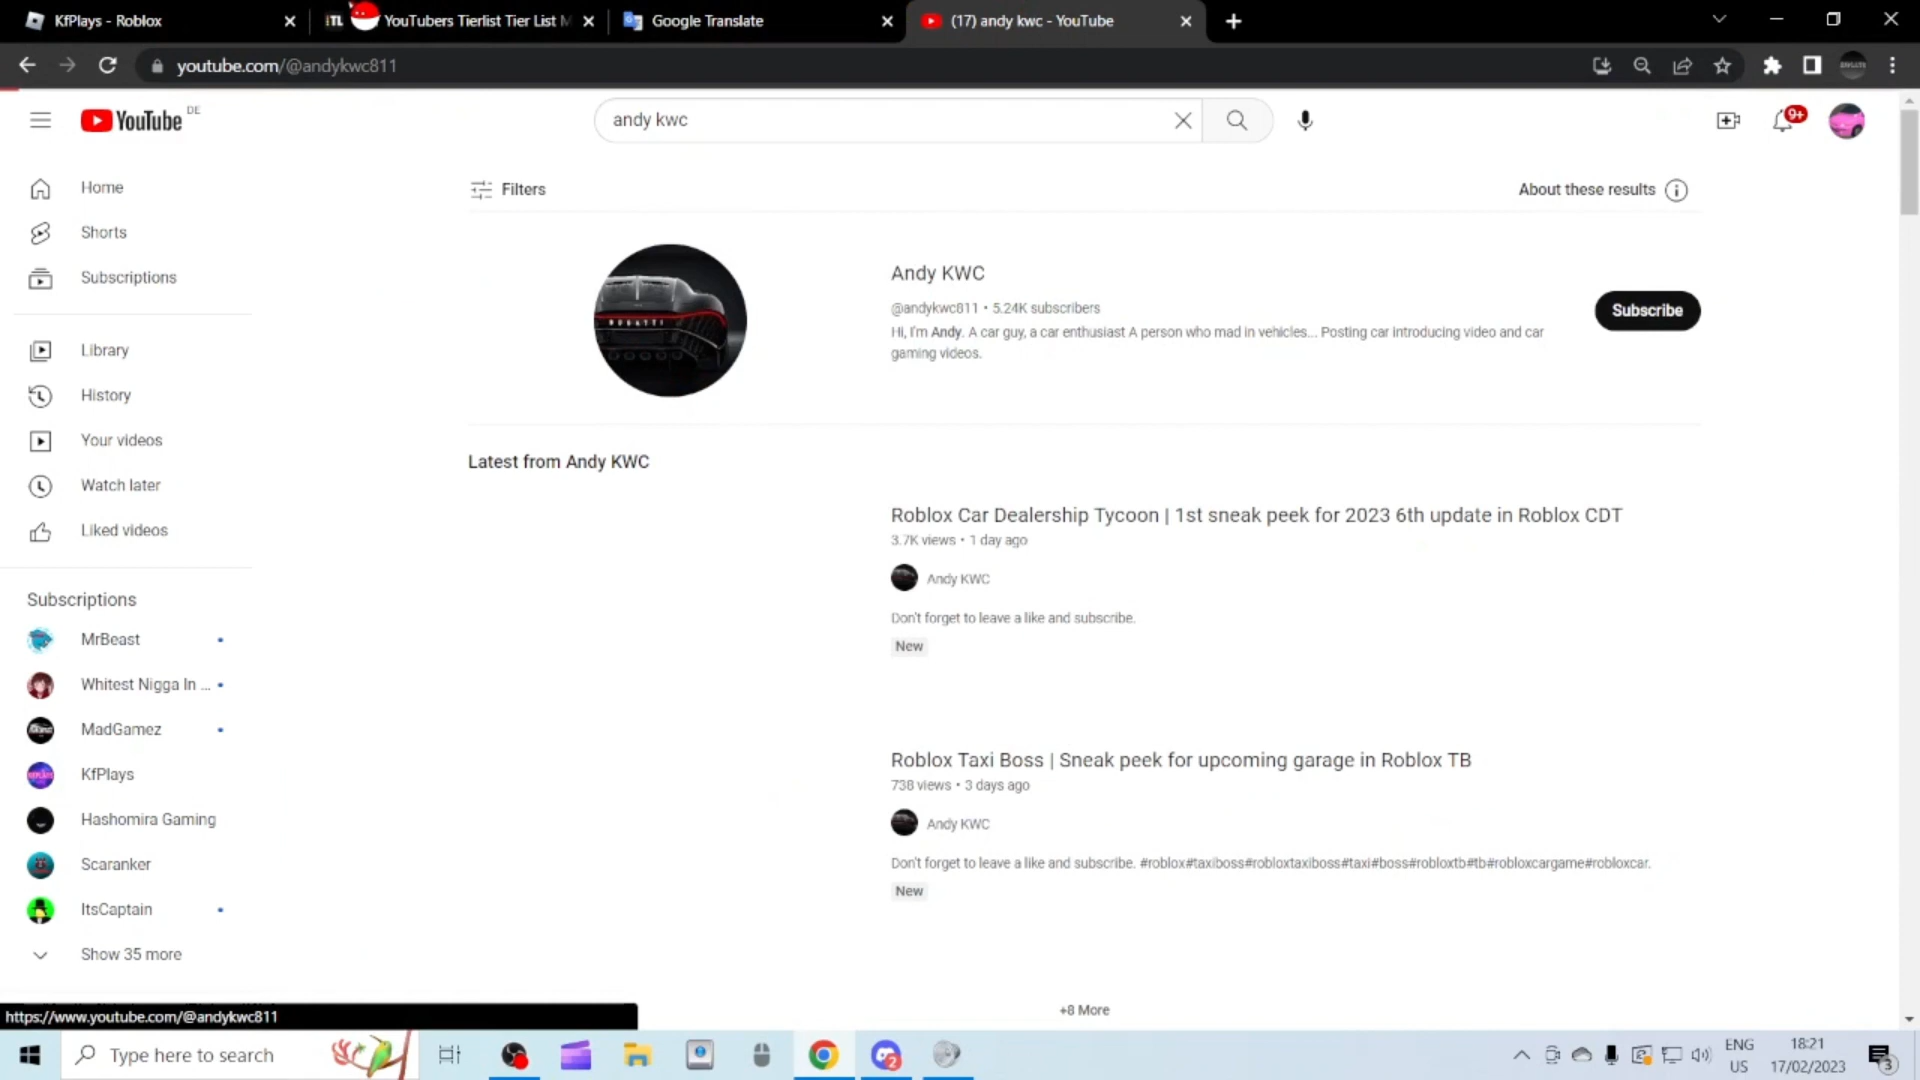 KfPlays - Roblox
iTL
YouTubers Tierlist Tier List M
Google Translate
(17) andy kwc - YouTube
youtube.com/@andykwc811
YouTube DE
andy kwc
9+
Home
Shorts
Subscriptions
Library
History
Your videos
Watch later
Liked videos
Subscriptions
MrBeast
Whitest Nigga In ...
MadGamez
KfPlays
Hashomira Gaming
Scaranker
ItsCaptain
Show 35 more
Filters
About these results
Andy KWC
@andykwc811 • 5.24K subscribers
Hi, I'm Andy. A car guy, a car enthusiast A person who mad in vehicles... Posting car introducing video and car
gaming videos.
Subscribe
BUGATTI
Latest from Andy KWC
Roblox Car Dealership Tycoon | 1st sneak peek for 2023 6th update in Roblox CDT
3.7K views • 1 day ago
Andy KWC
Don't forget to leave a like and subscribe.
New
Roblox Taxi Boss | Sneak peek for upcoming garage in Roblox TB
738 views • 3 days ago
Andy KWC
Don't forget to leave a like and subscribe. #roblox#taxiboss#robloxtaxiboss#taxi#boss#robloxtb#tb#robloxcargame#robloxcar.
New
+8 More
https://www.youtube.com/@andykwc811
Type here to search
2
ENG
US
18:21
17/02/2023
3